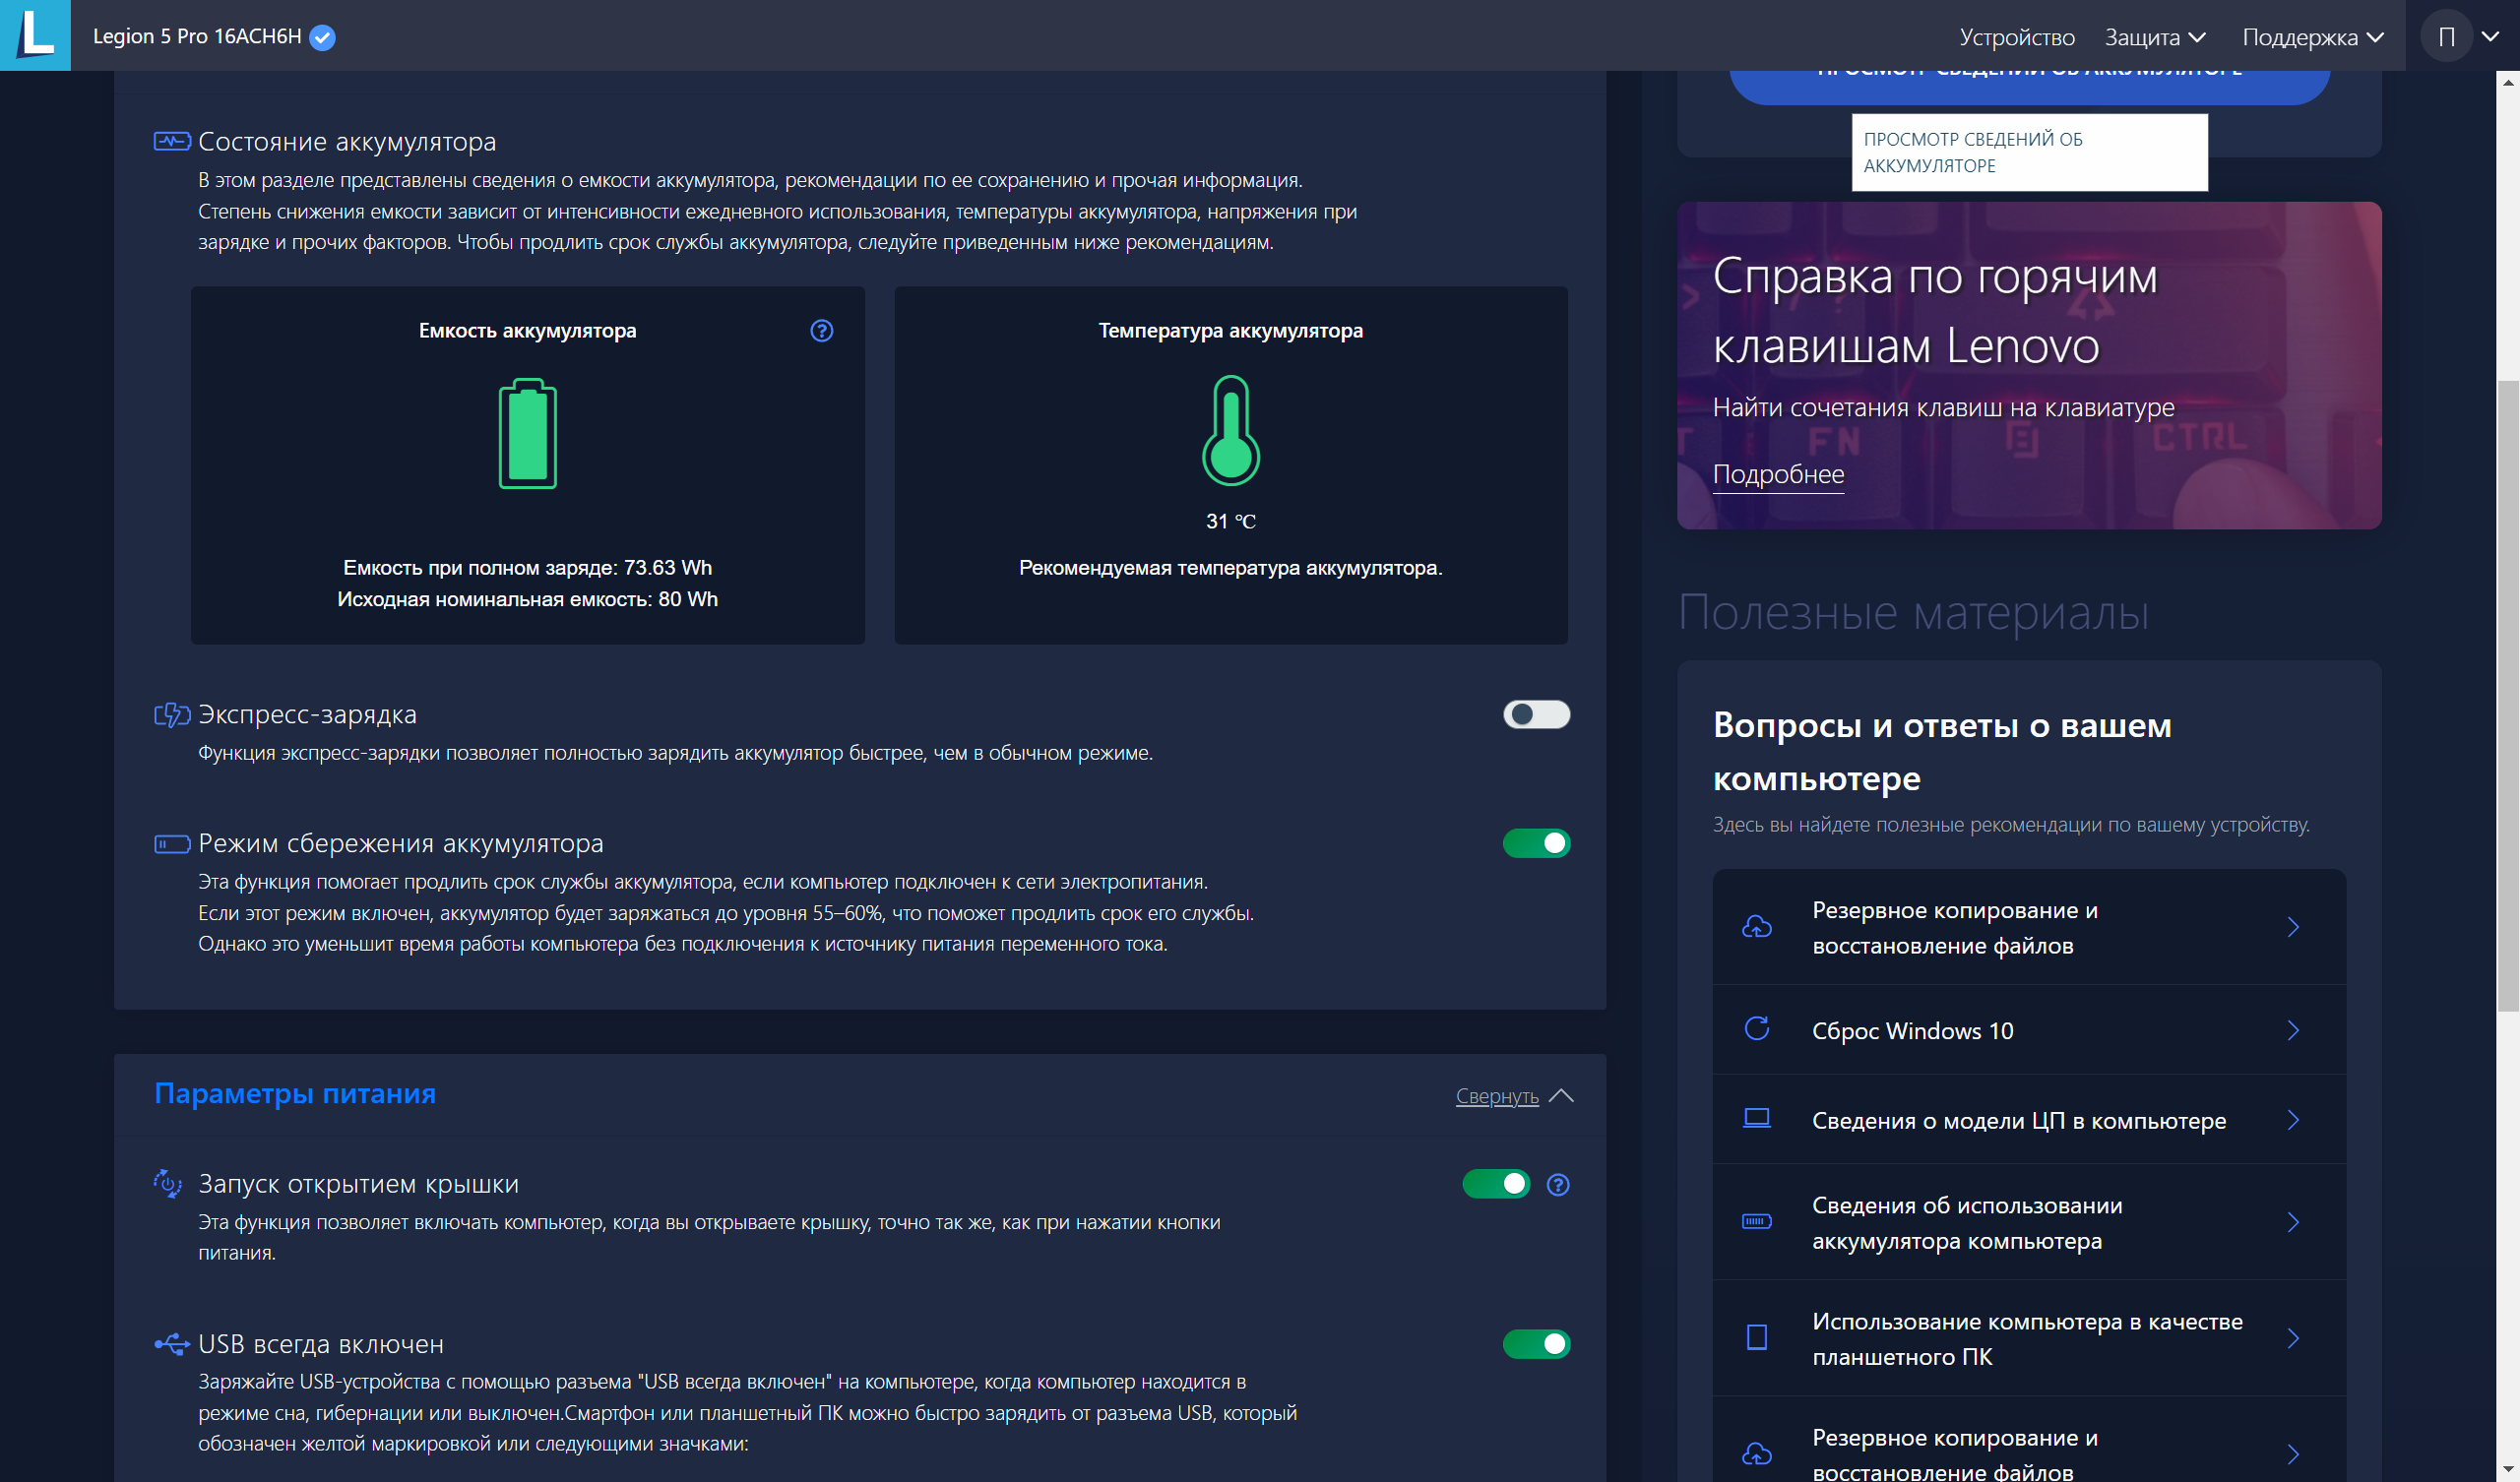 L
Legion 5 Pro 16ACH6H
Устройство
Защита
Поддержка
П
Состояние аккумулятора
В этом разделе представлены сведения о емкости аккумулятора, рекомендации по ее сохранению и прочая информация.
Степень снижения емкости зависит от интенсивности ежедневного использования, температуры аккумулятора, напряжения при
зарядке и прочих факторов. Чтобы продлить срок службы аккумулятора, следуйте приведенным ниже рекомендациям.
Емкость аккумулятора
Емкость при полном заряде: 73.63 Wh
Исходная номинальная емкость: 80 Wh
Температура аккумулятора
31 °C
Рекомендуемая температура аккумулятора.
Экспресс-зарядка
Функция экспресс-зарядки позволяет полностью зарядить аккумулятор быстрее, чем в обычном режиме.
Режим сбережения аккумулятора
Эта функция помогает продлить срок службы аккумулятора, если компьютер подключен к сети электропитания.
Если этот режим включен, аккумулятор будет заряжаться до уровня 55–60%, что поможет продлить срок его службы.
Однако это уменьшит время работы компьютера без подключения к источнику питания переменного тока.
Параметры питания
Свернуть
Запуск открытием крышки
Эта функция позволяет включать компьютер, когда вы открываете крышку, точно так же, как при нажатии кнопки
питания.
USB всегда включен
Заряжайте USB-устройства с помощью разъема "USB всегда включен" на компьютере, когда компьютер находится в
режиме сна, гибернации или выключен.Смартфон или планшетный ПК можно быстро зарядить от разъема USB, который
обозначен желтой маркировкой или следующими значками:
ПРОСМОТР СВЕДЕНИЙ ОБ АККУМУЛЯТОРЕ
ПРОСМОТР СВЕДЕНИЙ ОБ
АККУМУЛЯТОРЕ
Справка по горячим
клавишам Lenovo
Найти сочетания клавиш на клавиатуре
FN
CTRL
Подробнее
Полезные материалы
Вопросы и ответы о вашем
компьютере
Здесь вы найдете полезные рекомендации по вашему устройству.
Резервное копирование и
восстановление файлов
Сброс Windows 10
Сведения о модели ЦП в компьютере
Сведения об использовании
аккумулятора компьютера
Использование компьютера в качестве
планшетного ПК
Резервное копирование и
восстановление файлов